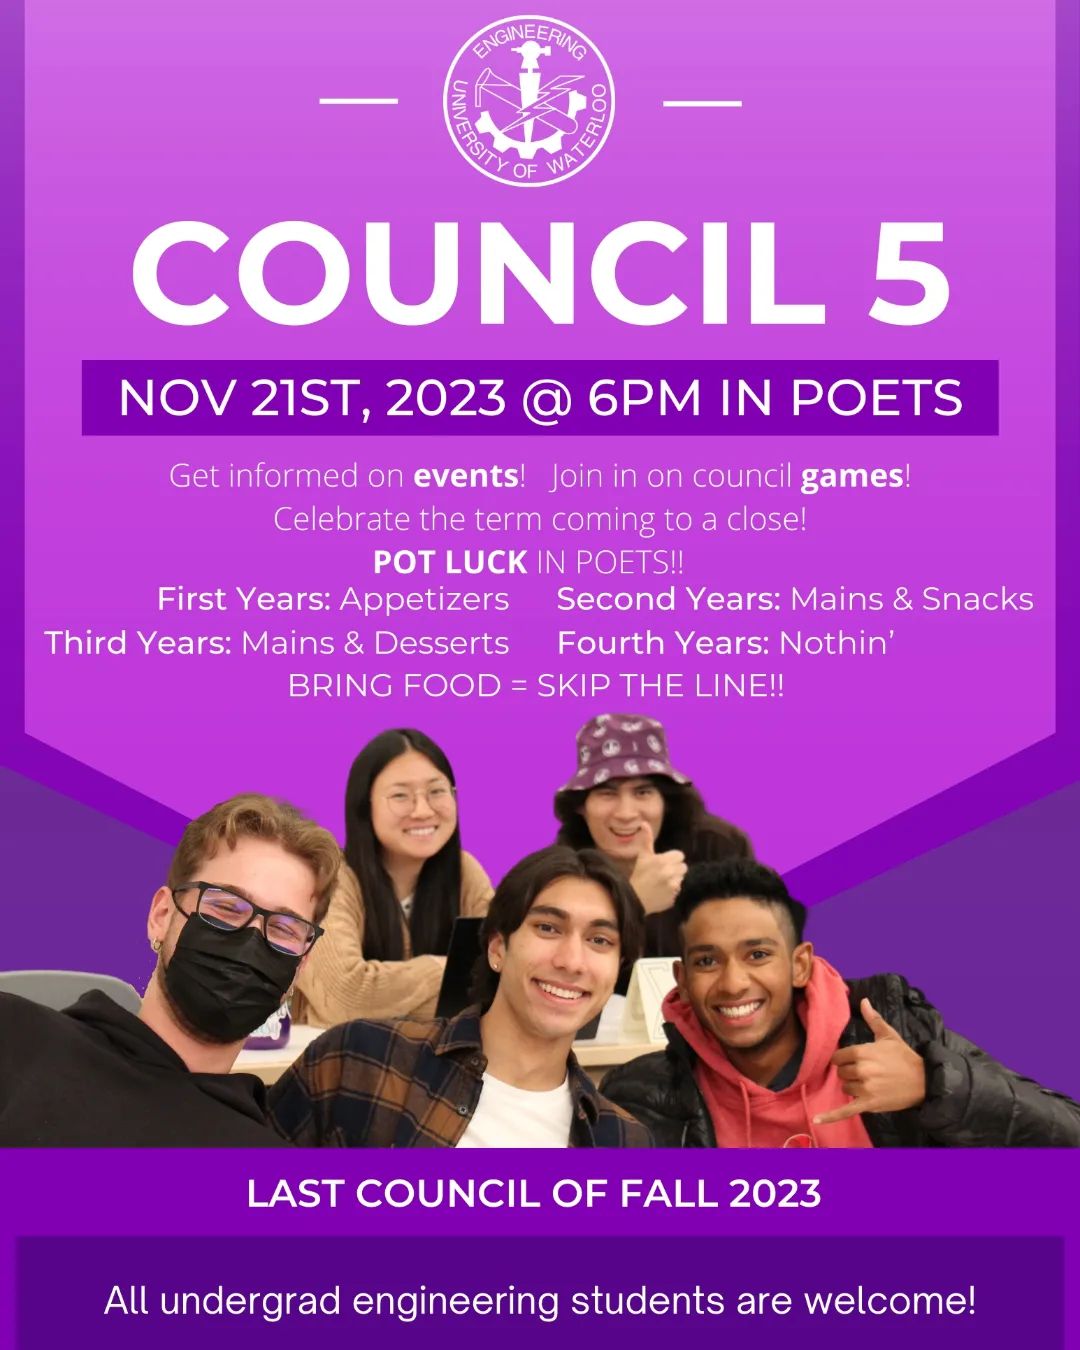 ENGINEERING
UNIVERSITY OF WATERLOO
COUNCIL 5
NOV 21ST, 2023 @ 6PM IN POETS
Get informed on events! Join in on council games!
Celebrate the term coming to a close!
POT LUCK IN POETS!!
First Years: Appetizers Second Years: Mains & Snacks
Third Years: Mains & Desserts Fourth Years: Nothin’
BRING FOOD = SKIP THE LINE!!
LAST COUNCIL OF FALL 2023
All undergrad engineering students are welcome!